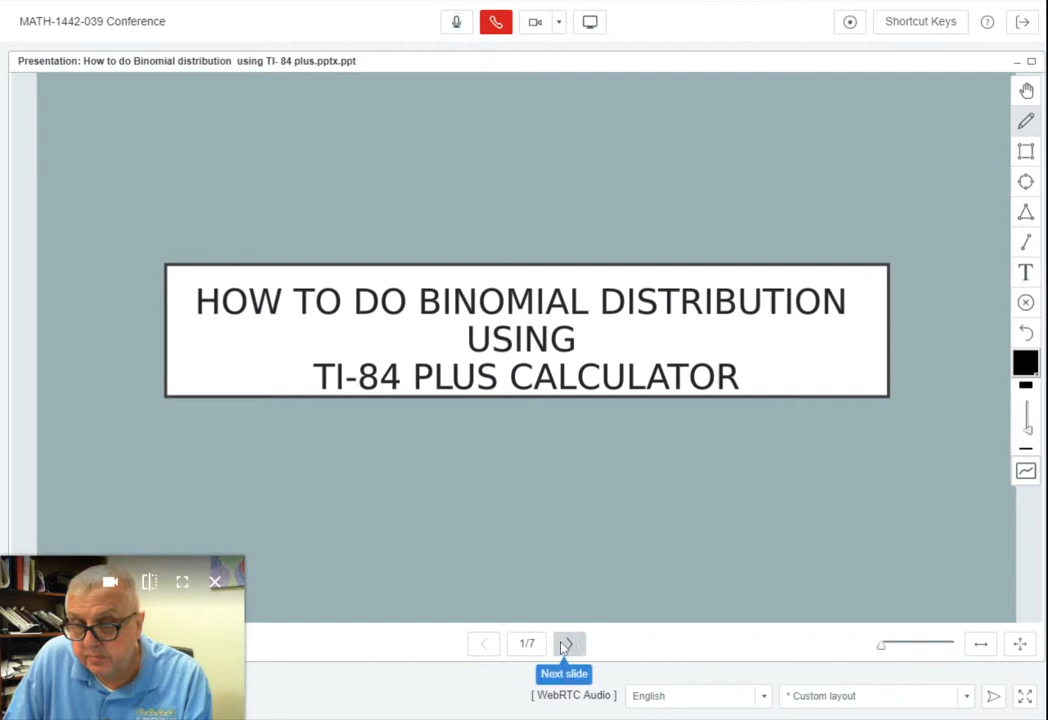 MATH-1442-039 Conference
Shortcut Keys
Presentation: How to do Binomial distribution  using TI- 84 plus.pptx.ppt
HOW TO DO BINOMIAL DISTRIBUTION
USING
TI-84 PLUS CALCULATOR
T
1/7
Next slide
[ WebRTC Audio ]
English
* Custom layout